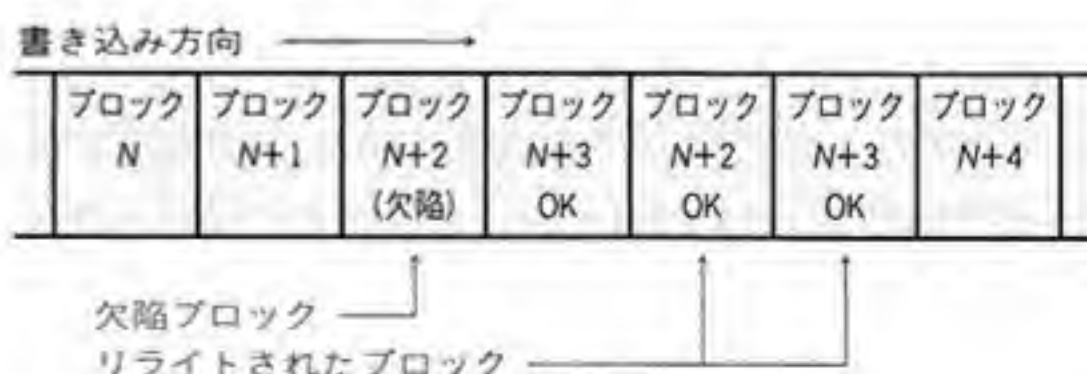 書き込み方向
ブロック ブロック ブロック ブロック ブロック ブロック ブロック
N N+1 N+2 N+3 N+2 N+3 N+4
(欠陥) OK OK OK
欠陥ブロック
リライトされたブロック